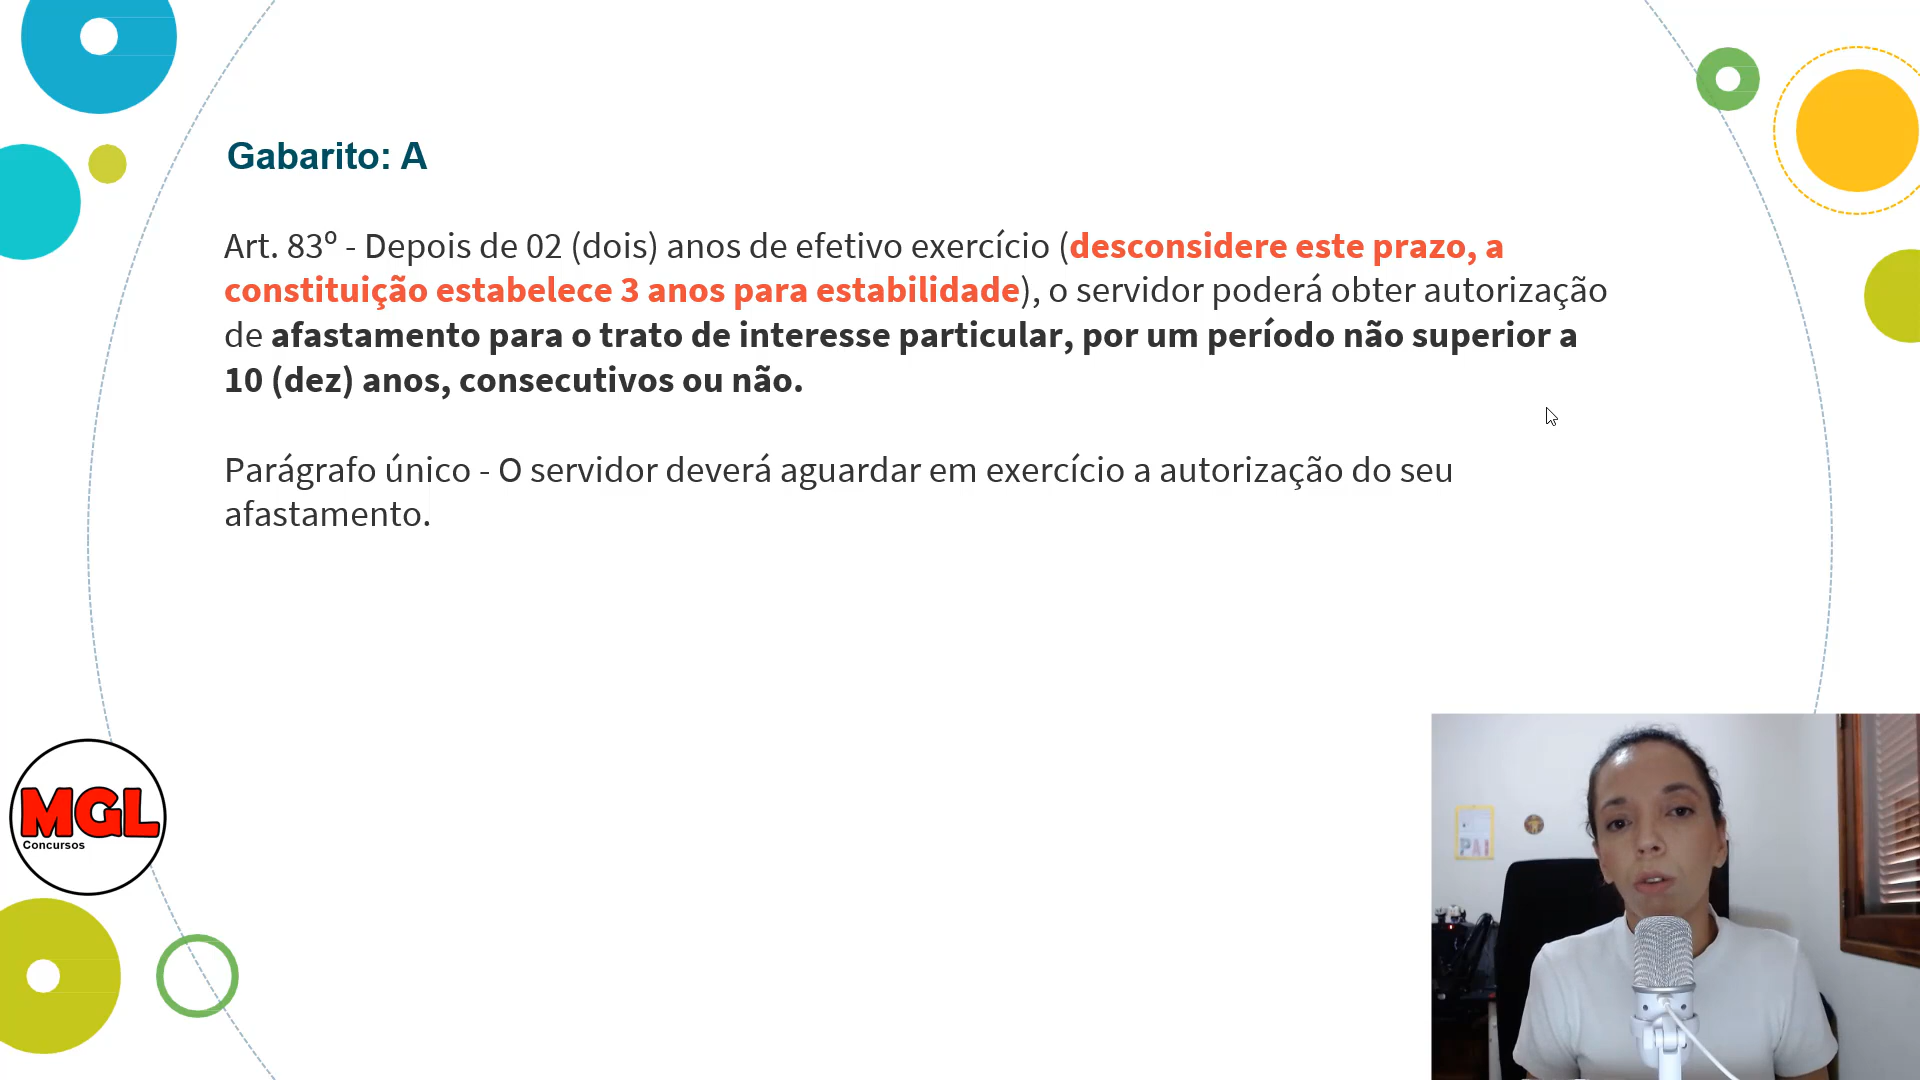 Gabarito: A
Art. 83º - Depois de 02 (dois) anos de efetivo exercício (desconsidere este prazo, a
constituição estabelece 3 anos para estabilidade), o servidor poderá obter autorização
de afastamento para o trato de interesse particular, por um período não superior a
10 (dez) anos, consecutivos ou não.
Parágrafo único - O servidor deverá aguardar em exercício a autorização do seu
afastamento.
MGL
Concursos
PAI